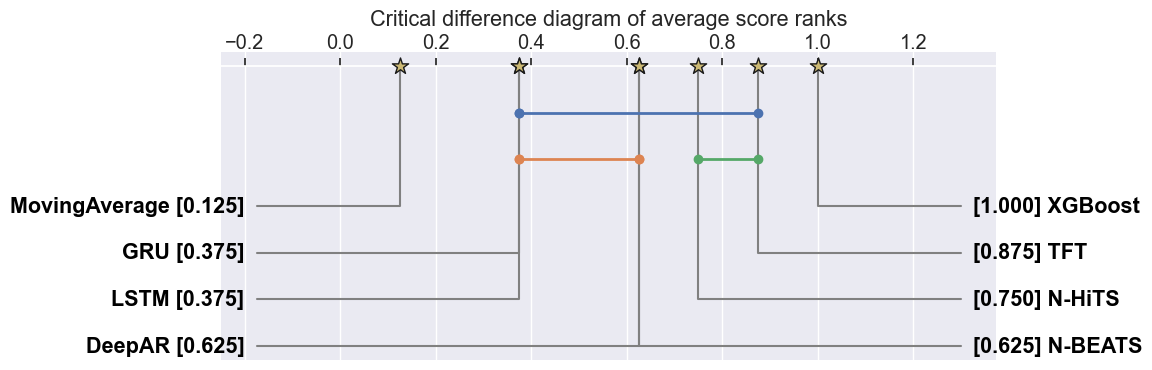 Critical difference diagram of average score ranks
−0.2 0.0 0.2 0.4 0.6 0.8 1.0 1.2
MovingAverage [0.125] [1.000] XGBoost
GRU [0.375] [0.875] TFT
LSTM [0.375] [0.750] N-HiTS
DeepAR [0.625] [0.625] N-BEATS